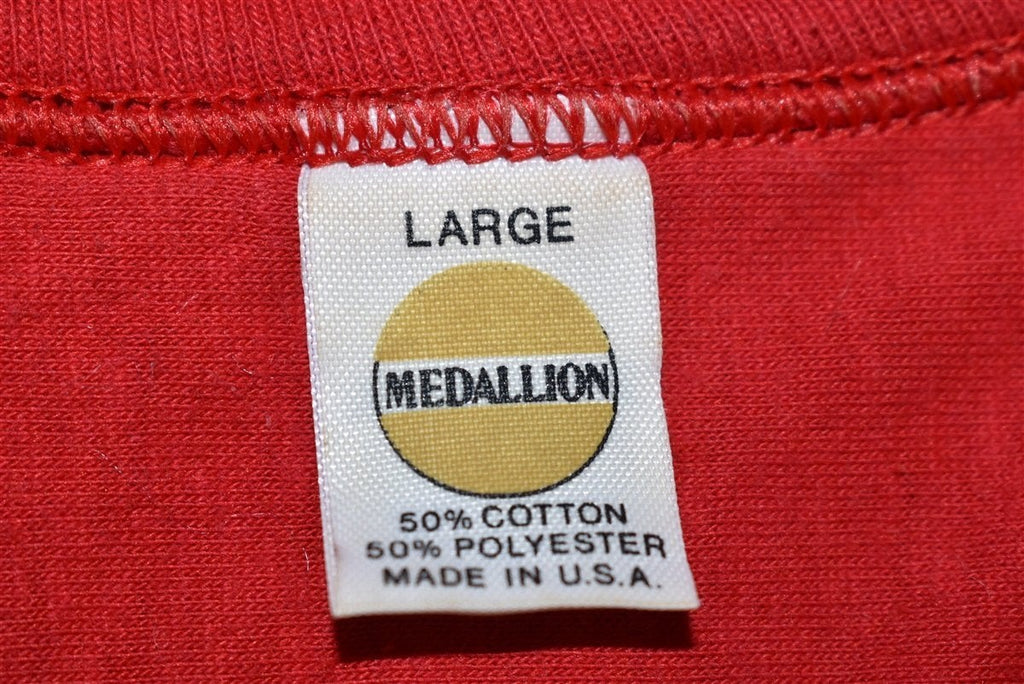 LARGE
MEDALLION
50% COTTON
50% POLYESTER
MADE IN U.S.A.